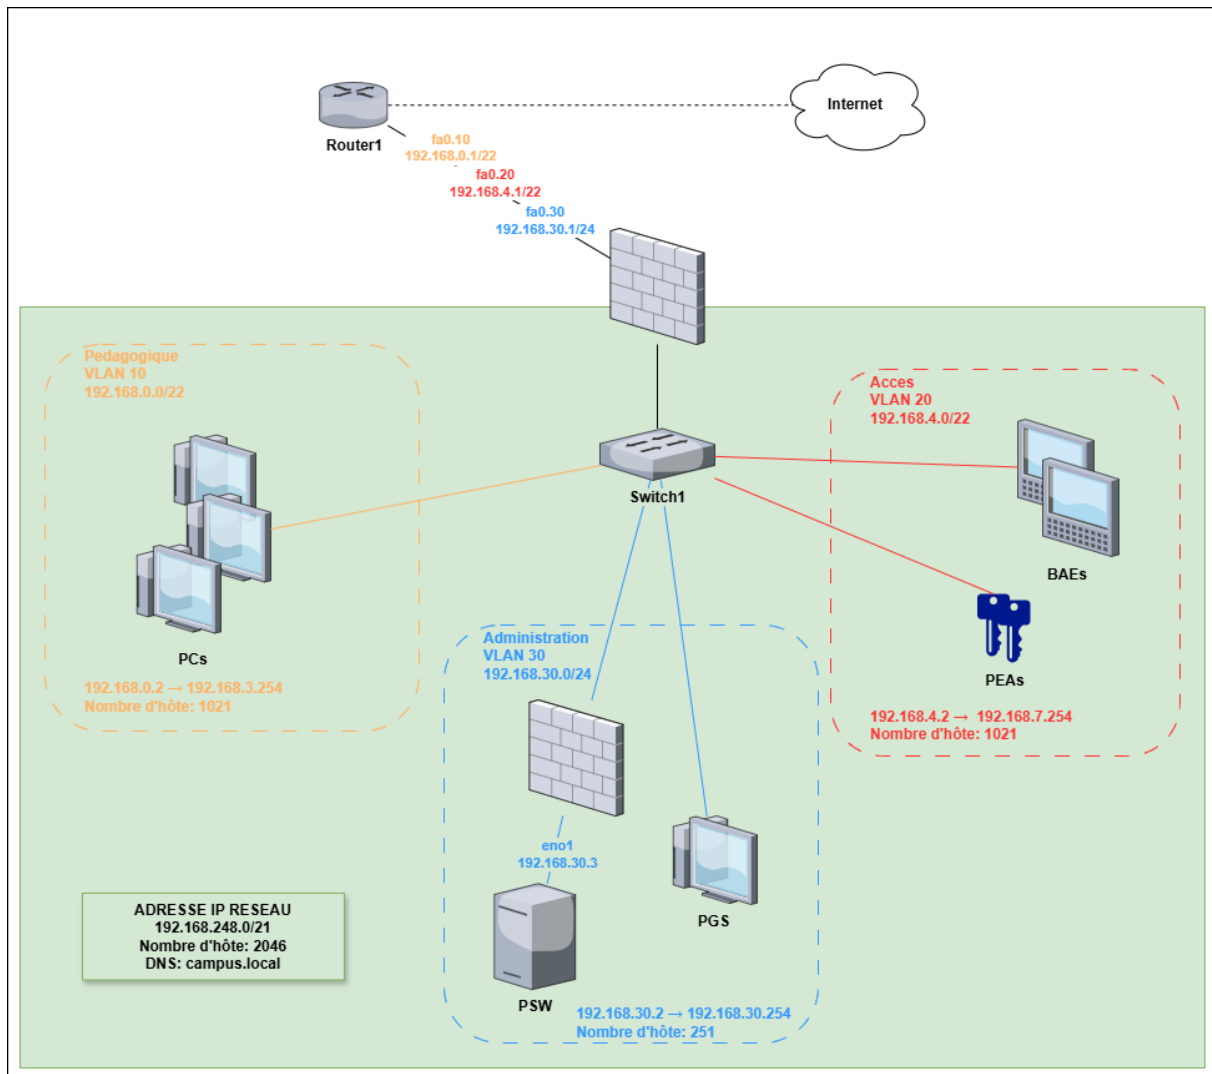 Internet
Router1
fa0.10
192.168.0.1/22
fa0.20
192.168.4.1/22
fa0.30
192.168.30.1/24
Pedagogique
VLAN 10
192.168.0.0/22
PCs
192.168.0.2 → 192.168.3.254
Nombre d'hôte: 1021
Switch1
Acces
VLAN 20
192.168.4.0/22
BAEs
PEAs
192.168.4.2 → 192.168.7.254
Nombre d'hôte: 1021
Administration
VLAN 30
192.168.30.0/24
eno1
192.168.30.3
PSW
PGS
192.168.30.2 → 192.168.30.254
Nombre d'hôte: 251
ADRESSE IP RESEAU
192.168.248.0/21
Nombre d'hôte: 2046
DNS: campus.local